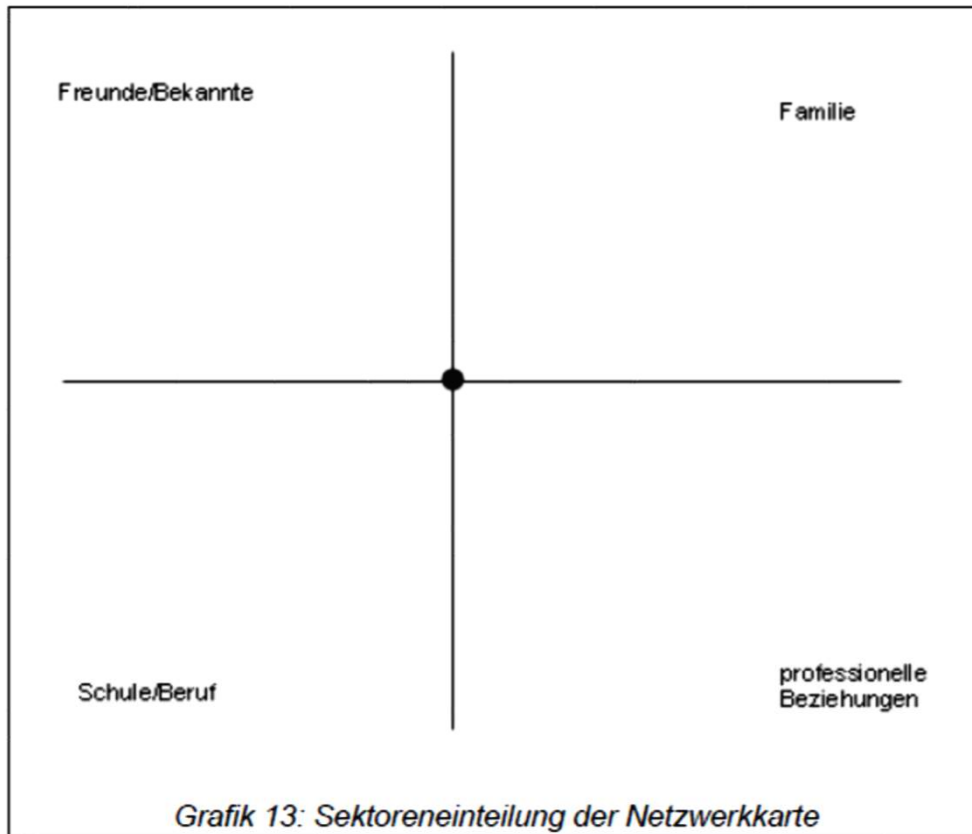 Freunde/Bekannte
Familie
Schule/Beruf
professionelle
Beziehungen
Grafik 13: Sektoreneinteilung der Netzwerkkarte